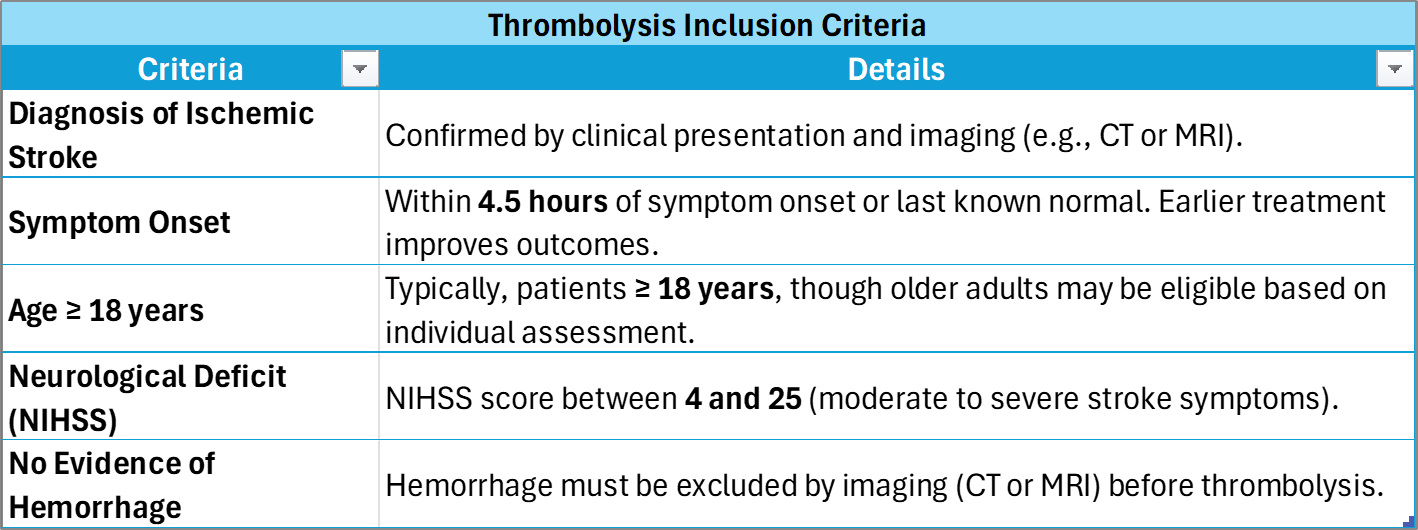 Thrombolysis Inclusion Criteria
Criteria
Details
Diagnosis of Ischemic
Stroke
Confirmed by clinical presentation and imaging (e.g., CT or MRI).
Symptom Onset
Within 4.5 hours of symptom onset or last known normal. Earlier treatment
improves outcomes.
Age ≥ 18 years
Typically, patients ≥ 18 years, though older adults may be eligible based on
individual assessment.
Neurological Deficit
(NIHSS)
NIHSS score between 4 and 25 (moderate to severe stroke symptoms).
No Evidence of
Hemorrhage
Hemorrhage must be excluded by imaging (CT or MRI) before thrombolysis.